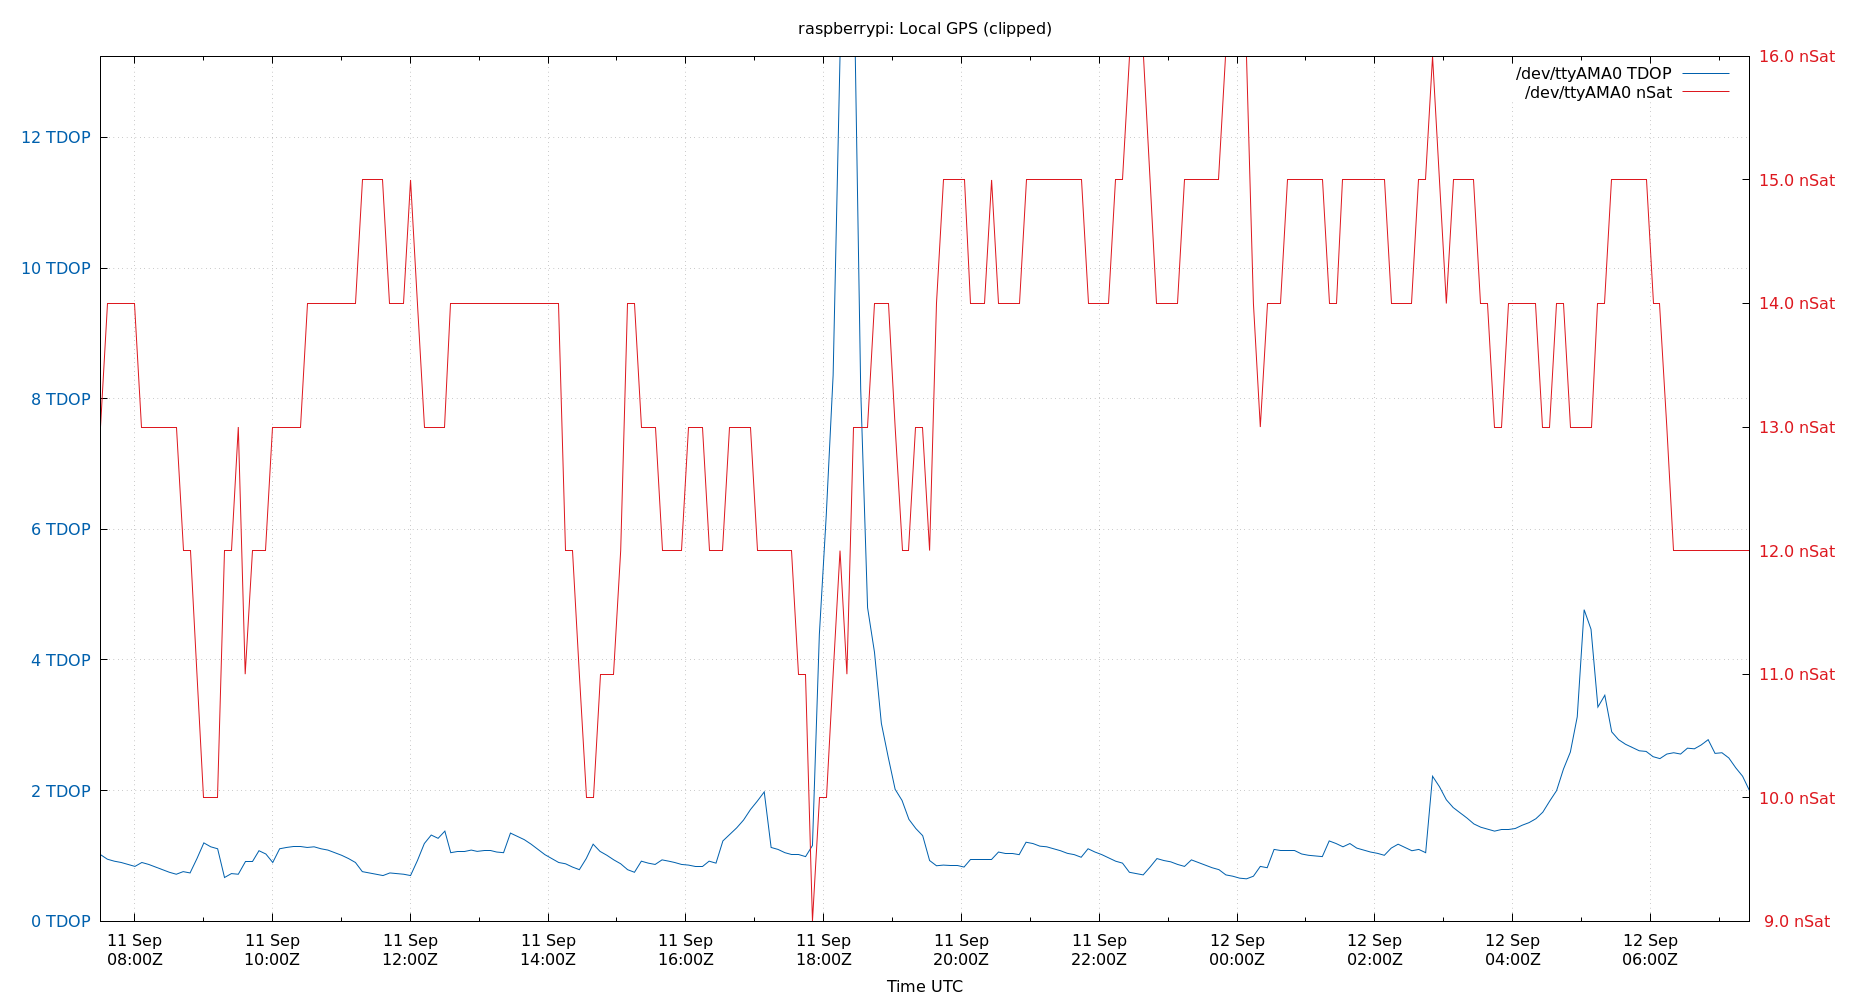 raspberrypi: Local GPS (clipped)
/dev/ttyAMA0 TDOP
/dev/ttyAMA0 nSat
12 TDOP
10 TDOP
8 TDOP
6 TDOP
4 TDOP
2 TDOP
0 TDOP
16.0 nSat
15.0 nSat
14.0 nSat
13.0 nSat
12.0 nSat
11.0 nSat
10.0 nSat
9.0 nSat
11 Sep
08:00Z
11 Sep
10:00Z
11 Sep
12:00Z
11 Sep
14:00Z
11 Sep
16:00Z
11 Sep
18:00Z
11 Sep
20:00Z
11 Sep
22:00Z
12 Sep
00:00Z
12 Sep
02:00Z
12 Sep
04:00Z
12 Sep
06:00Z
Time UTC